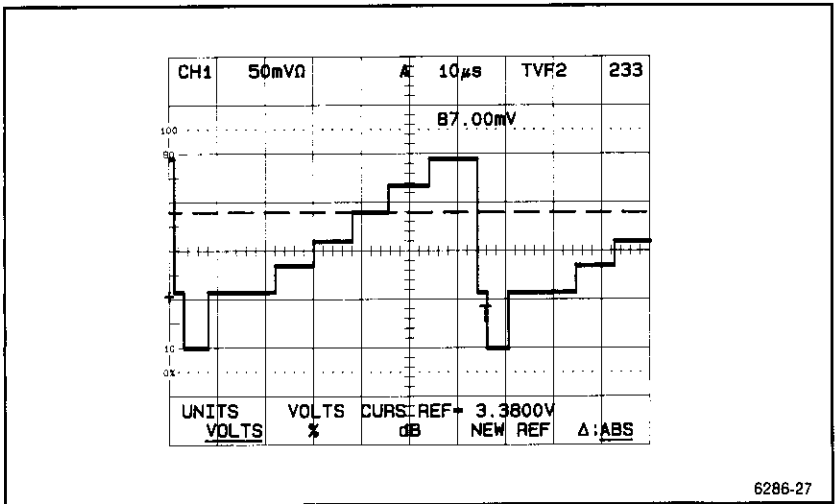 CH1 50mVΩ A 10µs TVF2 233
87.00mV
100
90
10
0%
UNITS VOLTS CURS REF= 3.3800V
VOLTS % dB NEW REF Δ:ABS
6286-27